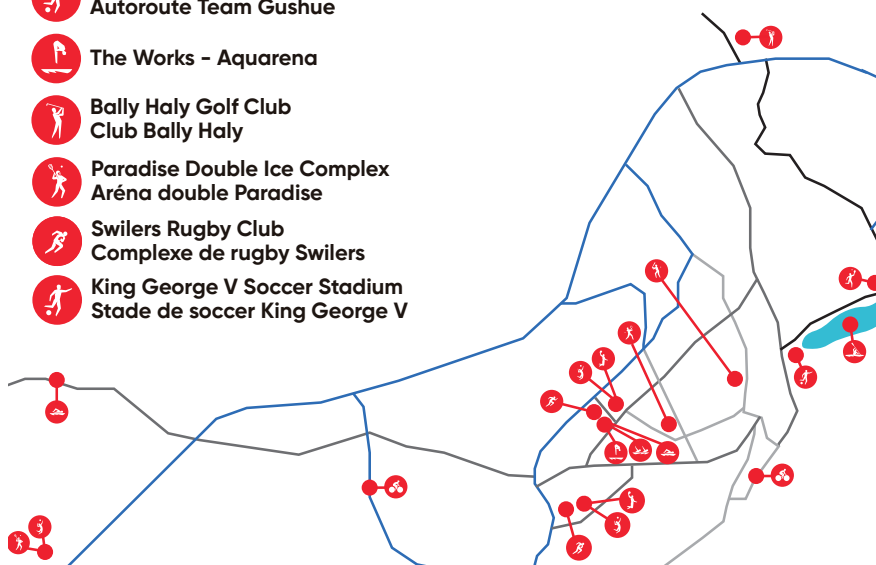 Autoroute Team Gushue
The Works - Aquarena
Bally Haly Golf Club
Club Bally Haly
Paradise Double Ice Complex
Aréna double Paradise
Swilers Rugby Club
Complexe de rugby Swilers
King George V Soccer Stadium
Stade de soccer King George V